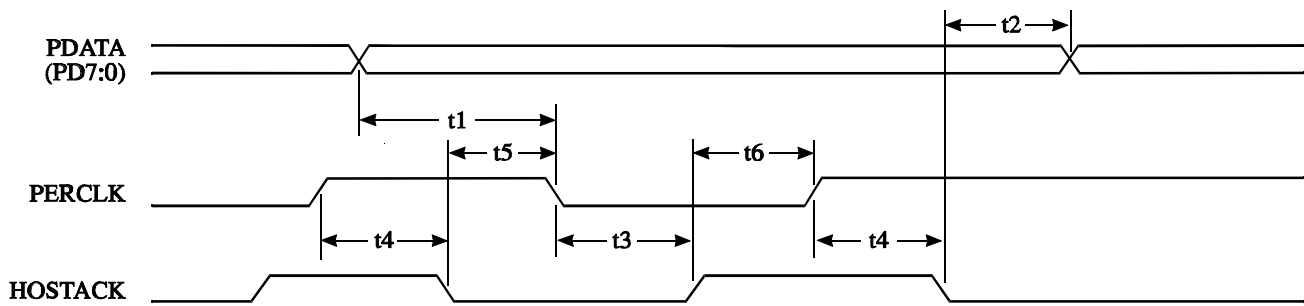 t2
PDATA
(PD7:0)
t1
t5
t6
PERCLK
t4
t3
t4
HOSTACK